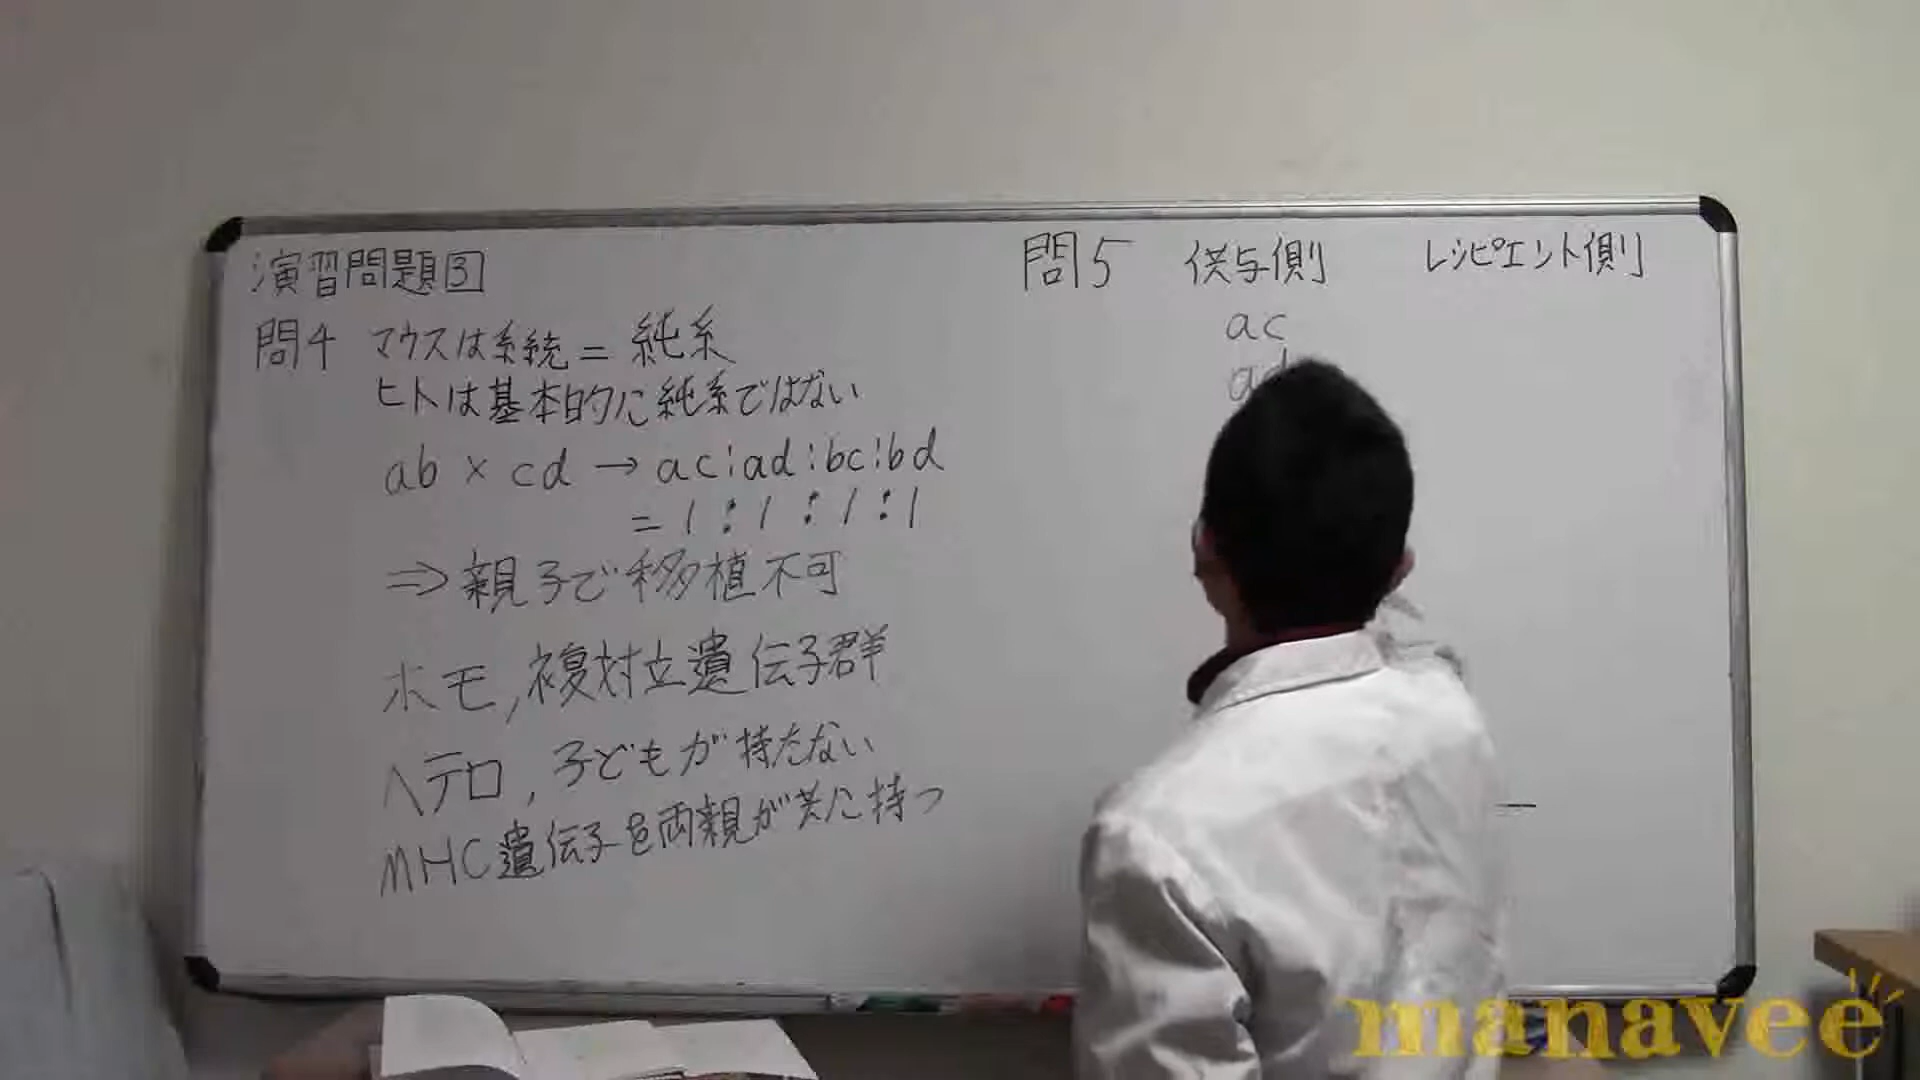 演習問題③
問4 マウスは系統=純系
ヒトは基本的に純系ではない
ab × cd → ac:ad:bc:bd
= 1:1:1:1
⇒ 親子で移植不可
ホモ,複対立遺伝子群
ヘテロ,子どもが持たない
MHC遺伝子を両親が共に持つ
問5 供与側 レシピエント側
ac
ad
manavee